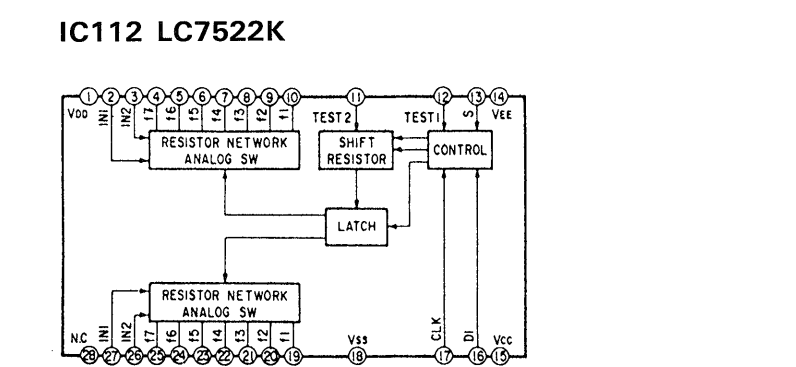 IC112 LC7522K
1 2 3 4 5 6 7 8 9 10 11 12 13 14
VDD IN1 IN2 f7 f6 f5 f4 f3 f2 f1 TEST2 TEST1 S VEE
RESISTOR NETWORK
ANALOG SW
SHIFT
RESISTOR
CONTROL
LATCH
RESISTOR NETWORK
ANALOG SW
N.C IN1 IN2 f7 f6 f5 f4 f3 f2 f1 VSS CLK DI VCC
28 27 26 25 24 23 22 21 20 19 18 17 16 15